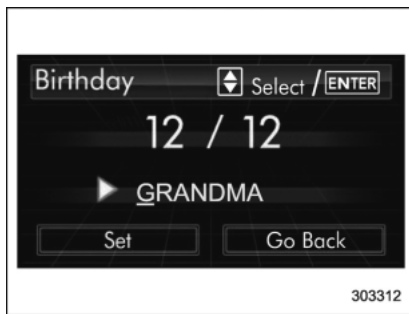 Birthday Select / ENTER
12 / 12
GRANDMA
Set Go Back
303312